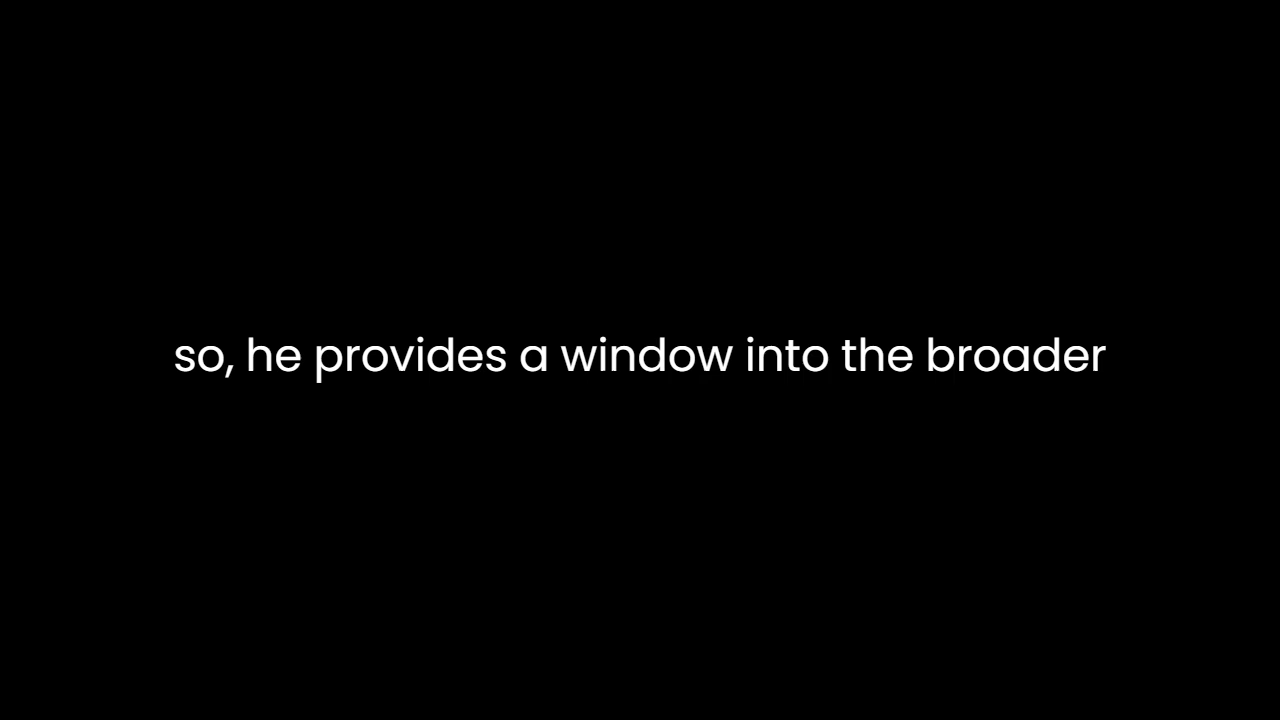 so, he provides a window into the broader